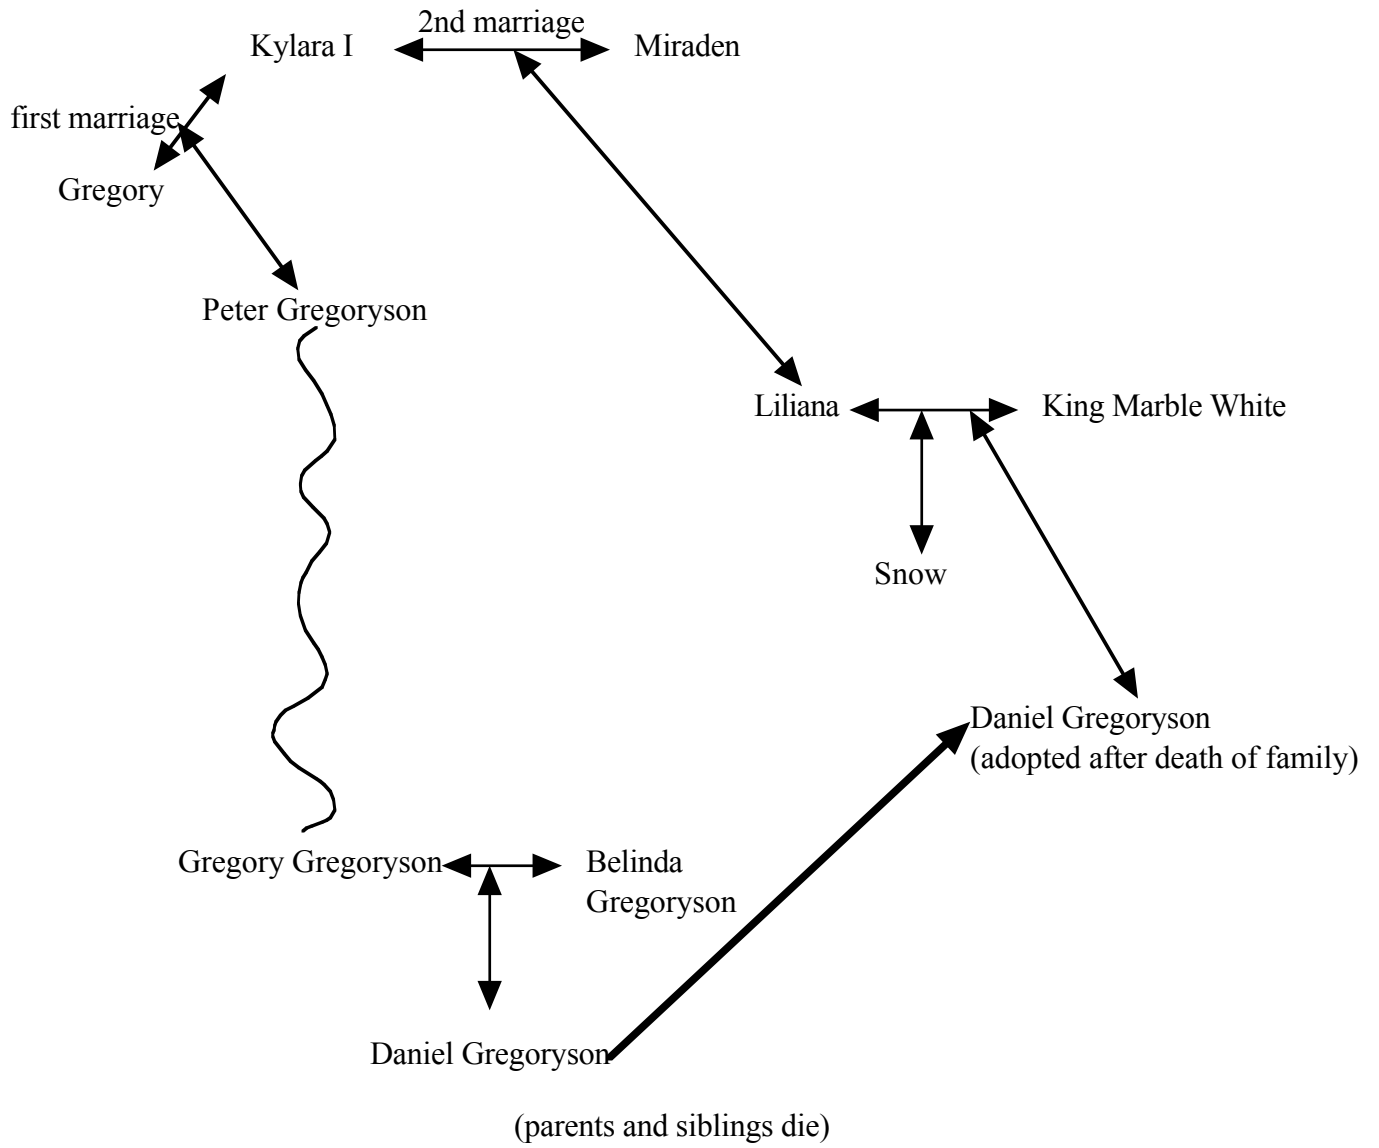 2nd marriage
Kylara I
Miraden
first marriage
Gregory
Peter Gregoryson
Liliana
King Marble White
Snow
Daniel Gregoryson
(adopted after death of family)
Gregory Gregoryson
Belinda
Gregoryson
Daniel Gregoryson
(parents and siblings die)